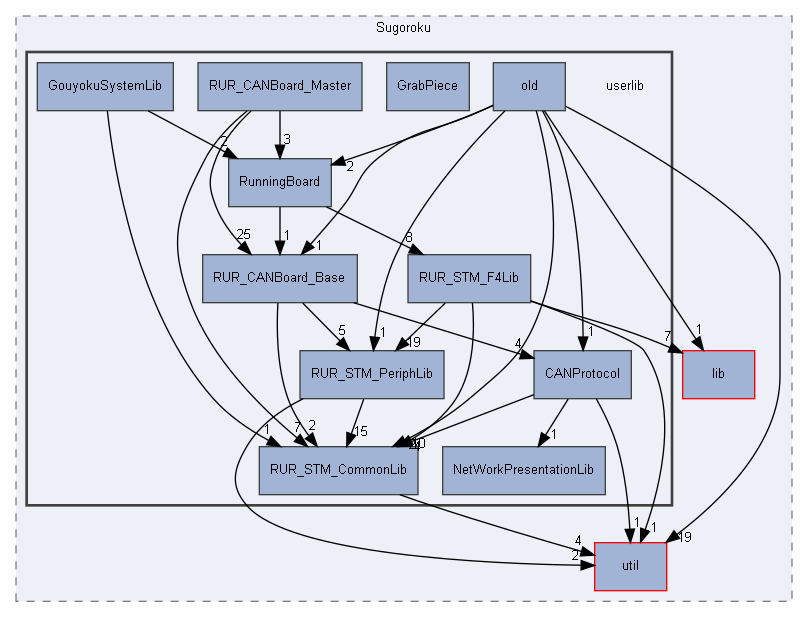 Sugoroku
GouyokuSystemLib
RUR_CANBoard_Master
GrabPiece
old
userlib
2
3
2
RunningBoard
25
1
1
8
RUR_CANBoard_Base
RUR_STM_F4Lib
5
1
19
4
1
7
1
RUR_STM_PeriphLib
CANProtocol
lib
1
7
2
15
1
RUR_STM_CommonLib
NetWorkPresentationLib
4
2
1
1
19
util